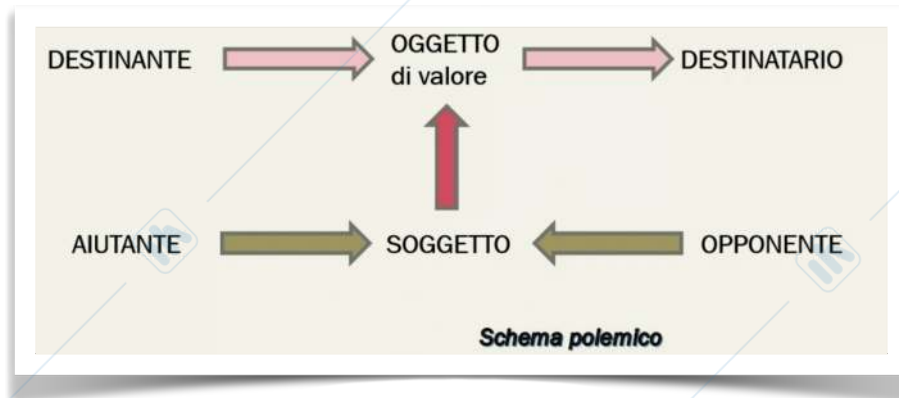 DESTINANTE
OGGETTO
di valore
DESTINATARIO
AIUTANTE
SOGGETTO
OPPONENTE
Schema polemico